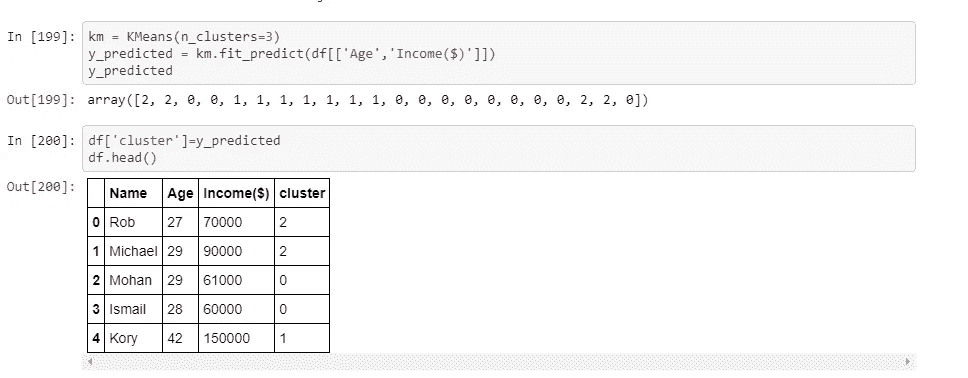 In [199]: km = KMeans(n_clusters=3)
y_predicted = km.fit_predict(df[['Age','Income($)']])
y_predicted
Out[199]: array([2, 2, 0, 0, 1, 1, 1, 1, 1, 1, 1, 0, 0, 0, 0, 0, 0, 0, 0, 2, 2, 0])
In [200]: df['cluster']=y_predicted
df.head()
Out[200]:
Name Age Income($) cluster
0 Rob 27 70000 2
1 Michael 29 90000 2
2 Mohan 29 61000 0
3 Ismail 28 60000 0
4 Kory 42 150000 1